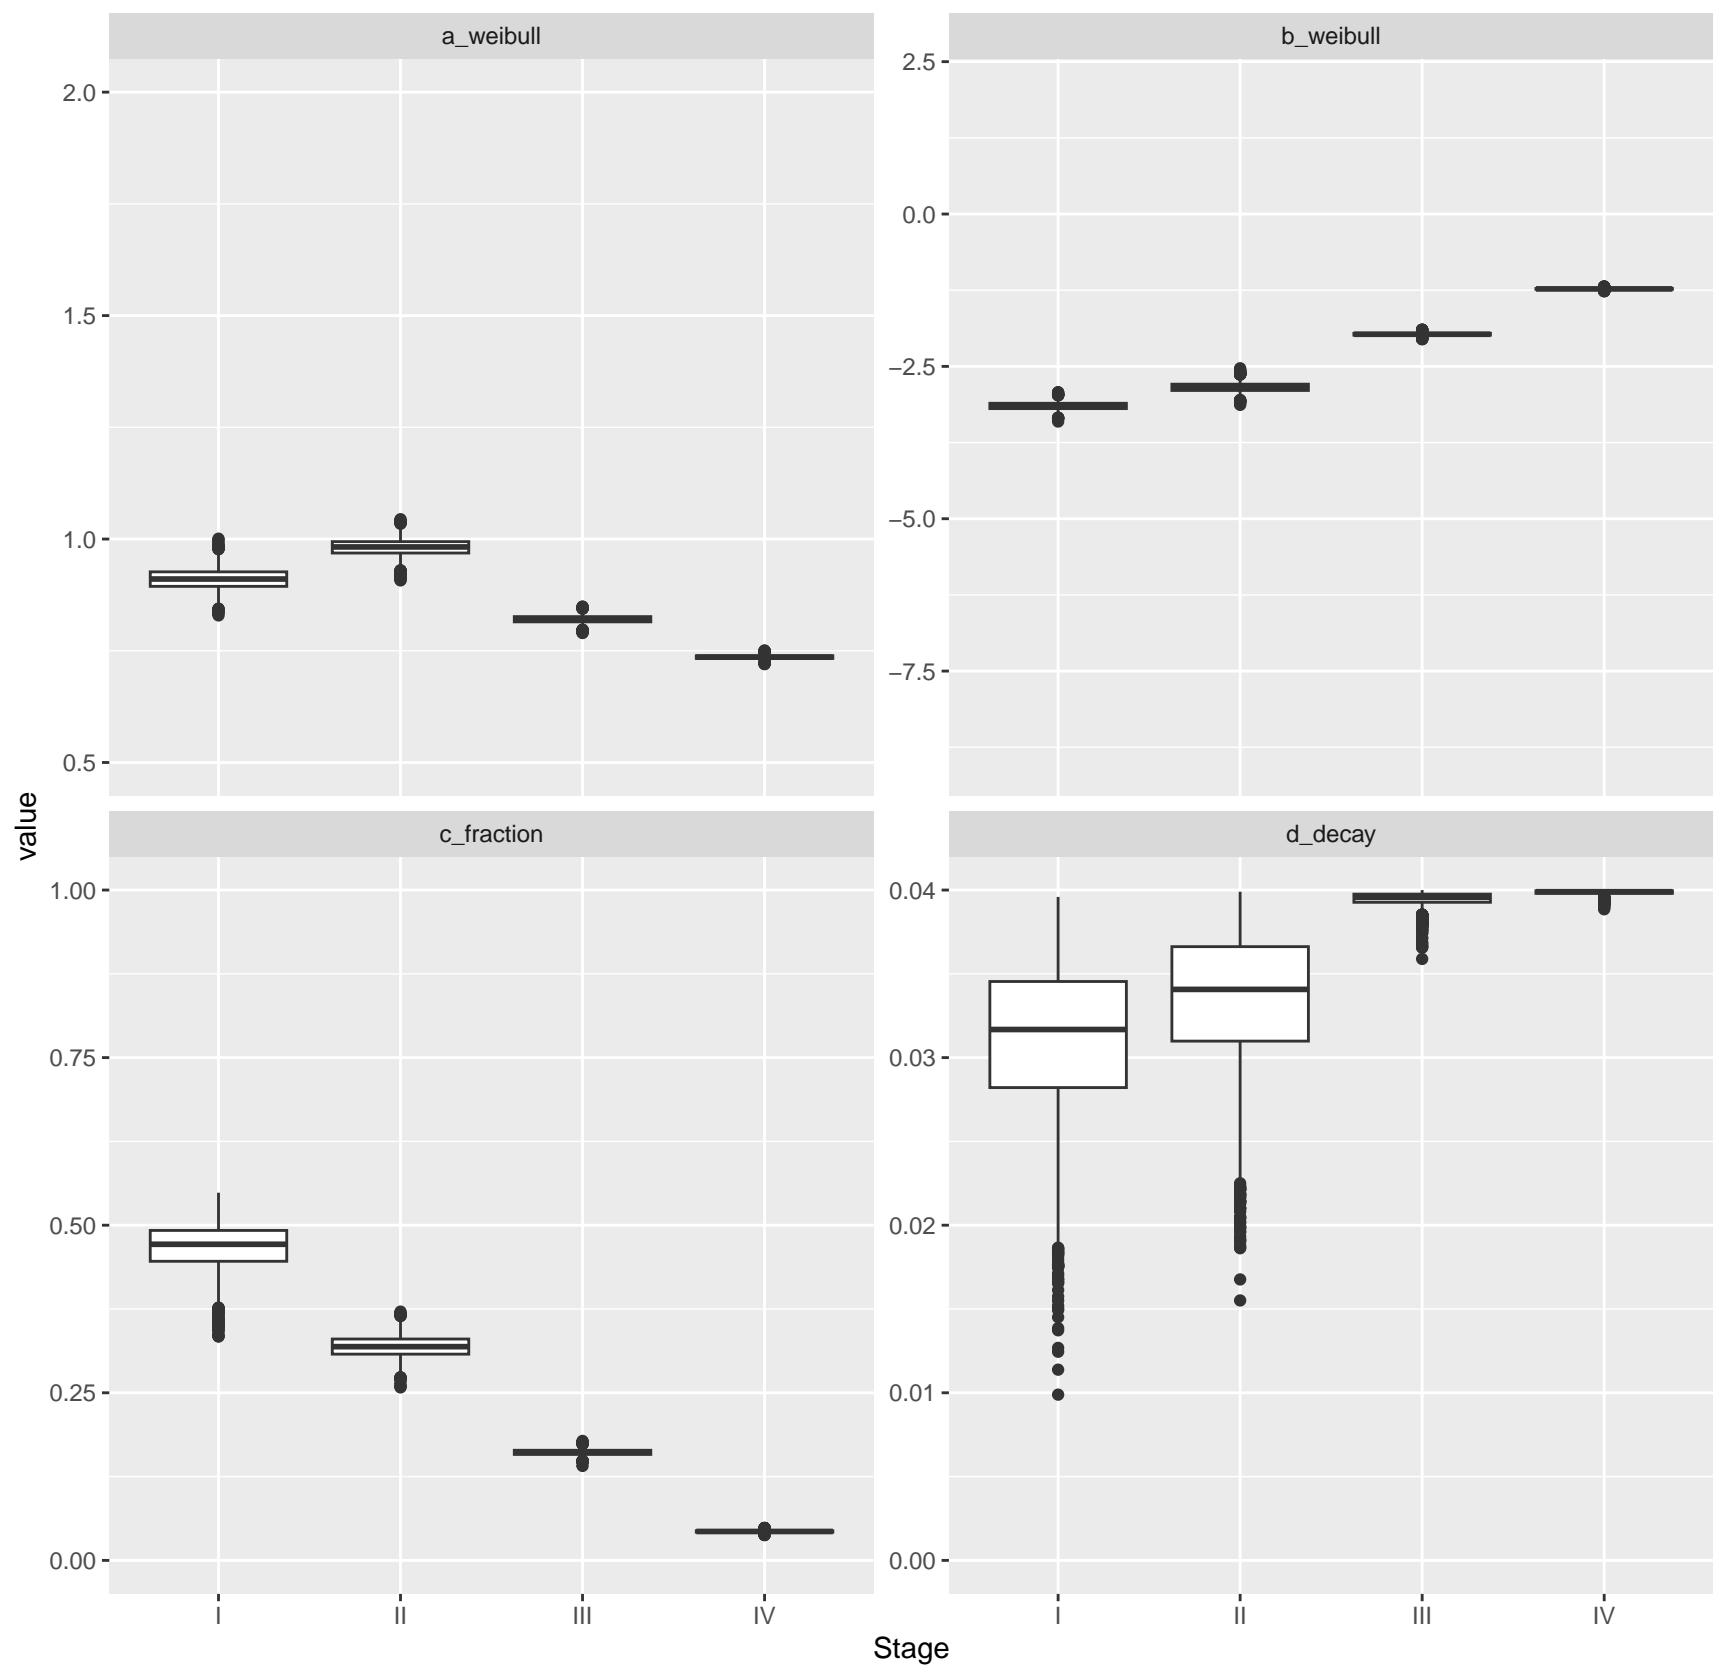 a_weibull
b_weibull
2.0
1.5
1.0
0.5
2.5
0.0
−2.5
−5.0
−7.5
value
c_fraction
d_decay
1.00
0.75
0.50
0.25
0.00
0.04
0.03
0.02
0.01
0.00
I II III IV
I II III IV
Stage